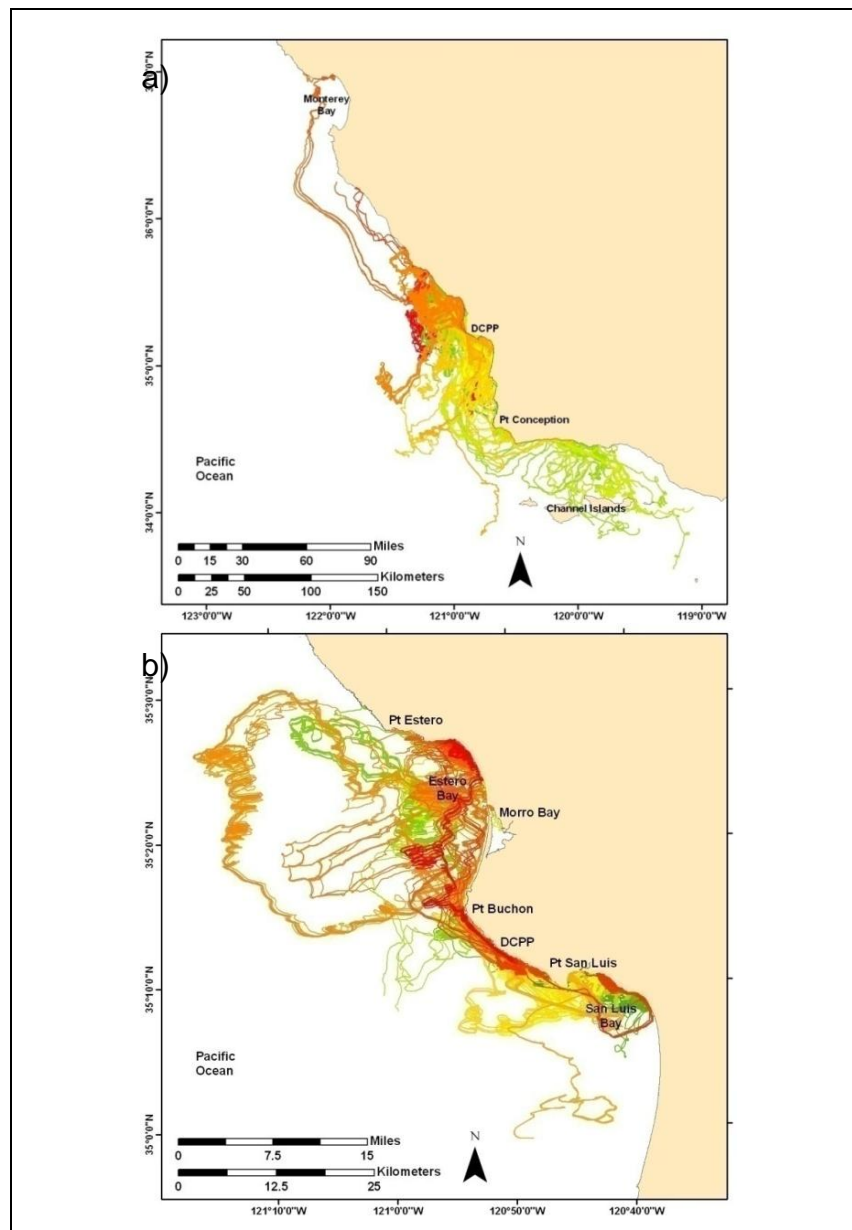 a)
Monterey
Bay
36°0'0"N
DCPP
35°0'0"N
Pt Conception
Pacific
Ocean
34°0'0"N
Channel Islands
N
Miles
0 15 30 60 90
Kilometers
0 25 50 100 150
123°0'0"W 122°0'0"W 121°0'0"W 120°0'0"W 119°0'0"W
b)
35°30'0"N
Pt Estero
Estero
Bay
Morro Bay
35°20'0"N
Pt Buchon
DCPP
Pt San Luis
35°10'0"N
San Luis
Bay
Pacific
Ocean
35°0'0"N
N
Miles
0 7.5 15
Kilometers
0 12.5 25
121°10'0"W 121°0'0"W 120°50'0"W 120°40'0"W